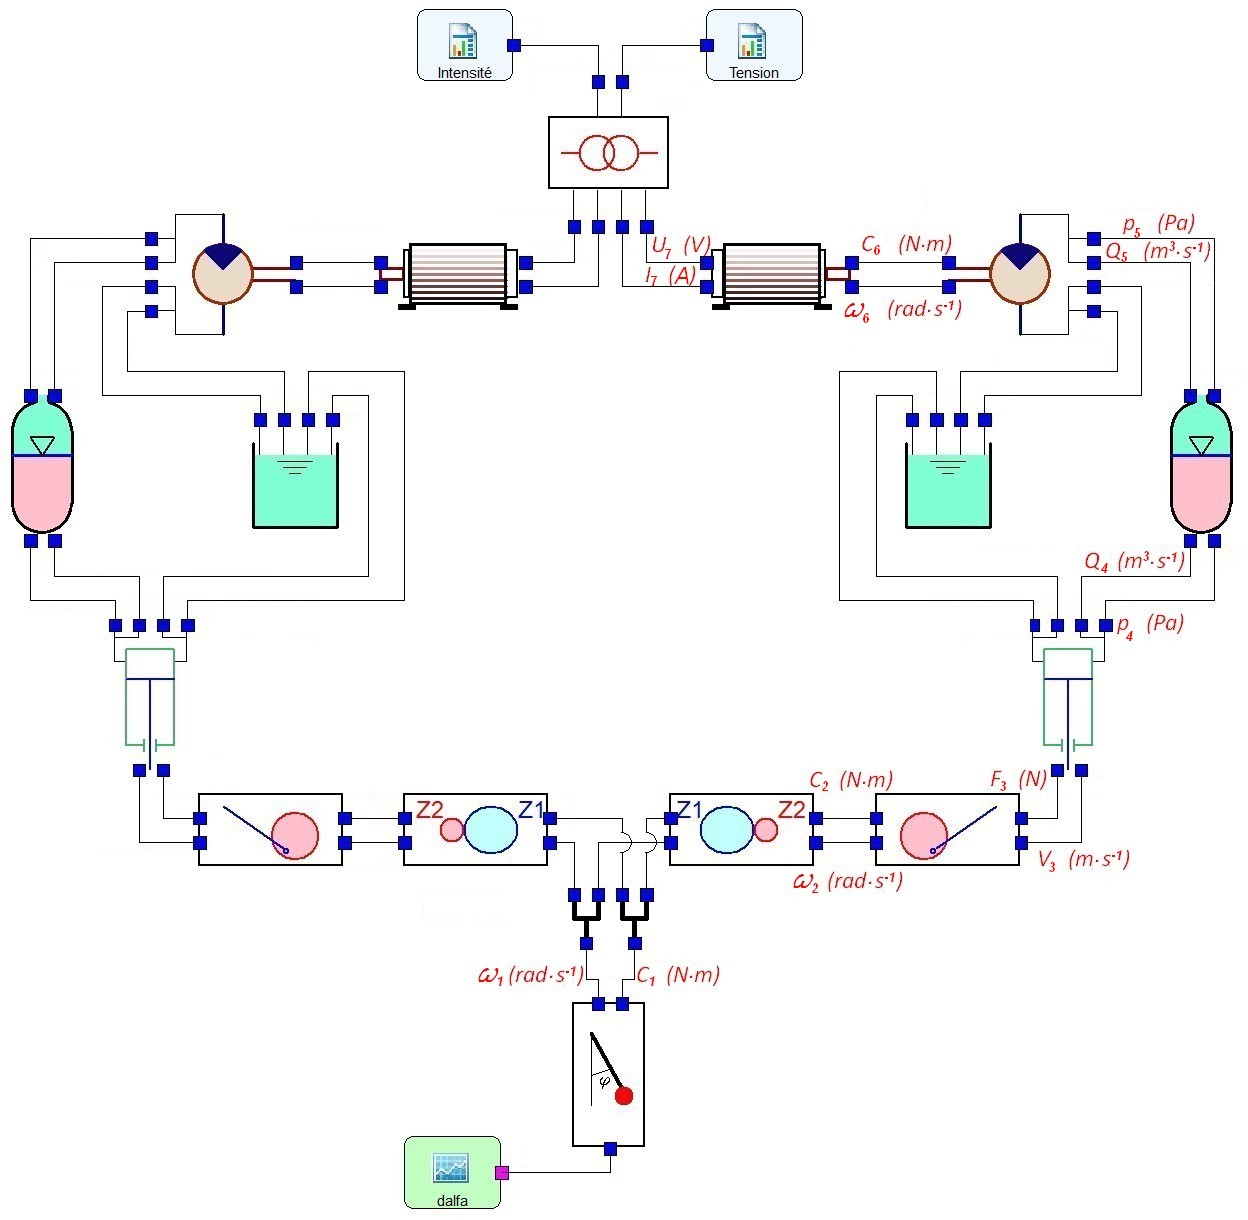 Intensité
Tension
U7 (V)
I7 (A)
C6 (N·m)
ω6 (rad·s-1)
p5 (Pa)
Q5 (m3·s-1)
Q4 (m3·s-1)
p4 (Pa)
Z2 Z1
Z1 Z2
C2 (N·m)
F3 (N)
ω2 (rad·s-1)
V3 (m·s-1)
ω1 (rad·s-1)
C1 (N·m)
φ
dalfa